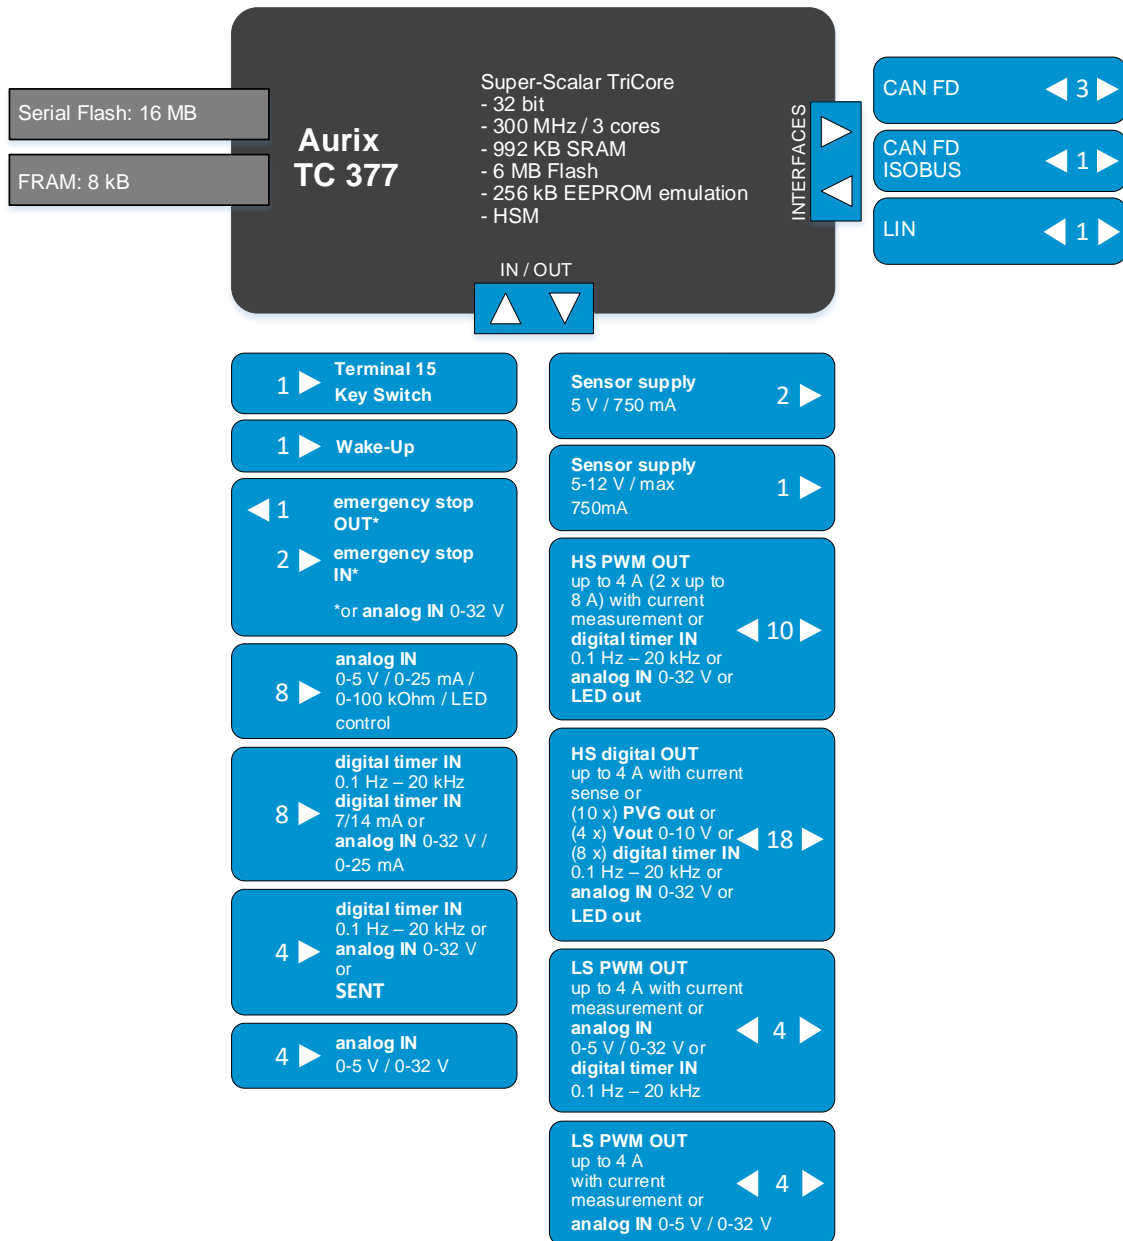 Serial Flash: 16 MB
FRAM: 8 kB
Aurix
TC 377
Super-Scalar TriCore
- 32 bit
- 300 MHz / 3 cores
- 992 KB SRAM
- 6 MB Flash
- 256 kB EEPROM emulation
- HSM
IN / OUT
INTERFACES
CAN FD
3
CAN FD
ISOBUS
1
LIN
1
1
Terminal 15
Key Switch
1
Wake-Up
1
emergency stop
OUT*
2
emergency stop
IN*
*or analog IN 0-32 V
8
analog IN
0-5 V / 0-25 mA /
0-100 kOhm / LED
control
8
digital timer IN
0.1 Hz – 20 kHz
digital timer IN
7/14 mA or
analog IN 0-32 V /
0-25 mA
4
digital timer IN
0.1 Hz – 20 kHz or
analog IN 0-32 V
or
SENT
4
analog IN
0-5 V / 0-32 V
Sensor supply
5 V / 750 mA
2
Sensor supply
5-12 V / max
750mA
1
HS PWM OUT
up to 4 A (2 x up to
8 A) with current
measurement or
digital timer IN
0.1 Hz – 20 kHz or
analog IN 0-32 V or
LED out
10
HS digital OUT
up to 4 A with current
sense or
(10 x) PVG out or
(4 x) Vout 0-10 V or
(8 x) digital timer IN
0.1 Hz – 20 kHz or
analog IN 0-32 V or
LED out
18
LS PWM OUT
up to 4 A with current
measurement or
analog IN
0-5 V / 0-32 V or
digital timer IN
0.1 Hz – 20 kHz
4
LS PWM OUT
up to 4 A
with current
measurement or
analog IN 0-5 V / 0-32 V
4